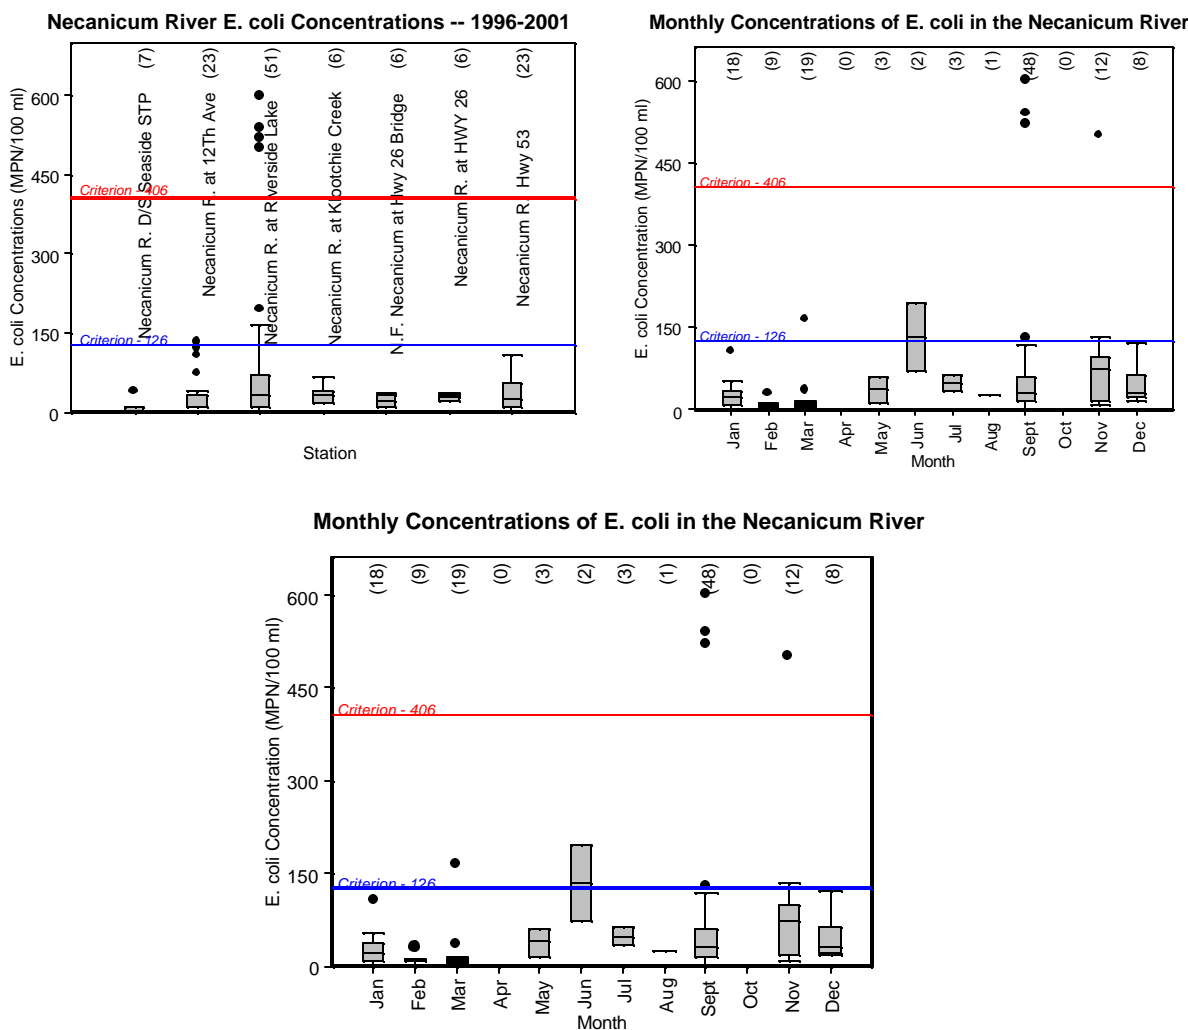 Necanicum River E. coli Concentrations -- 1996-2001
E. coli Concentrations (MPN/100 ml)
600
450
300
150
0
(7)
(23)
(51)
(6)
(6)
(6)
(23)
Necanicum R. D/S Seaside STP
Necanicum R. at 12Th Ave
Necanicum R. at Riverside Lake
Necanicum R. at Klootchie Creek
N.F. Necanicum at Hwy 26 Bridge
Necanicum R. at HWY 26
Necanicum R. Hwy 53
Criterion - 406
Criterion - 126
Station
Monthly Concentrations of E. coli in the Necanicum River
E. coli Concentration (MPN/100 ml)
600
450
300
150
0
(18)
(9)
(19)
(0)
(3)
(2)
(3)
(1)
(48)
(0)
(12)
(8)
Criterion - 406
Criterion - 126
Jan
Feb
Mar
Apr
May
Jun
Jul
Aug
Sept
Oct
Nov
Dec
Month
Monthly Concentrations of E. coli in the Necanicum River
E. coli Concentration (MPN/100 ml)
600
450
300
150
0
(18)
(9)
(19)
(0)
(3)
(2)
(3)
(1)
(48)
(0)
(12)
(8)
Criterion - 406
Criterion - 126
Jan
Feb
Mar
Apr
May
Jun
Jul
Aug
Sept
Oct
Nov
Dec
Month